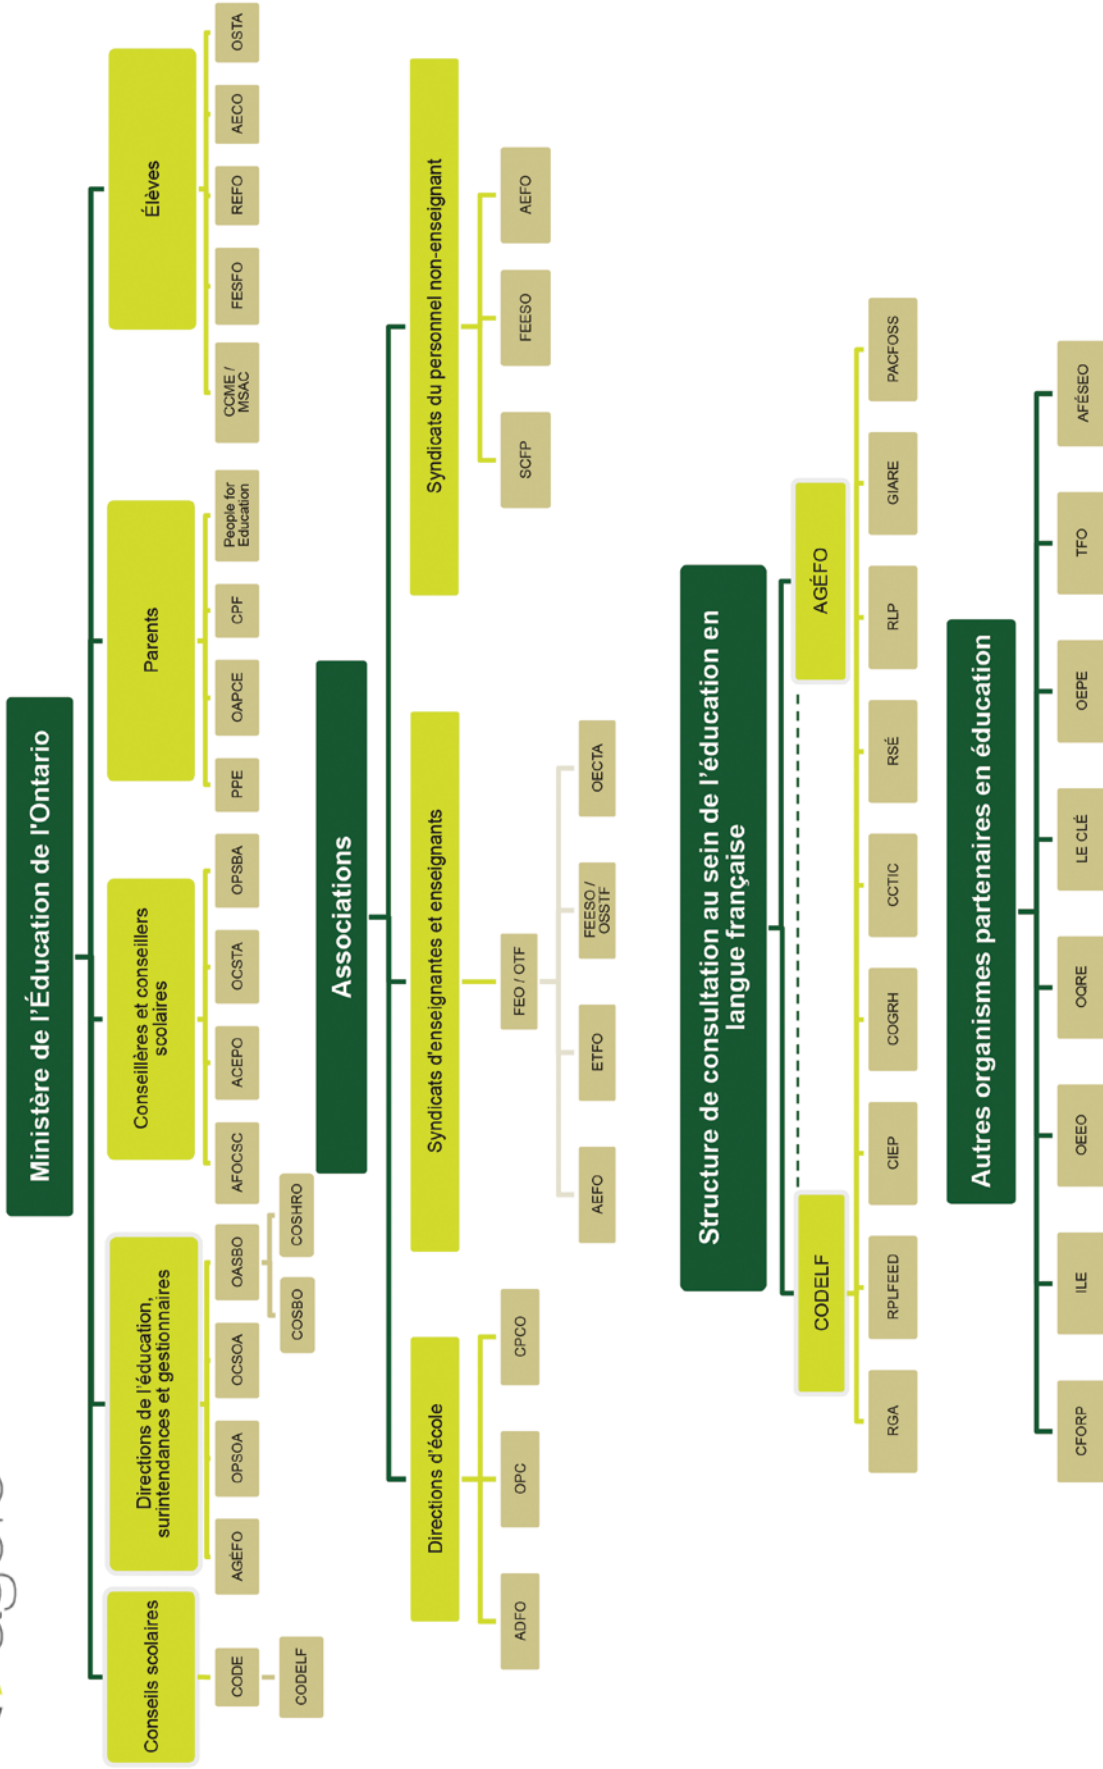 Ministère de l'Éducation de l'Ontario
Conseils scolaires
CODE
CODELF
Directions de l'éducation,
surintendances et gestionnaires
AGÉFO
OPSOA
OCSOA
OASBO
COSBO
COSHRO
Conseillères et conseillers
scolaires
AFOCSC
ACEPO
OCSTA
OPSBA
Parents
PPE
OAPCE
CPF
People for
Education
Élèves
CCME /
MSAC
FESFO
REFO
AECO
OSTA
Associations
Directions d'école
ADFO
OPC
CPCO
Syndicats d'enseignantes et enseignants
FEO / OTF
AEFO
ETFO
FEESO /
OSSTF
OECTA
Syndicats du personnel non-enseignant
SCFP
FEESO
AEFO
Structure de consultation au sein de l'éducation en
langue française
CODELF
AGÉFO
RGA
RPLFEED
CIEP
COGRH
CCTIC
RSÉ
RLP
GIARE
PACFOSS
Autres organismes partenaires en éducation
CFORP
ILE
OEEO
OQRE
LE CLÉ
OEPE
TFO
AFÉSEO